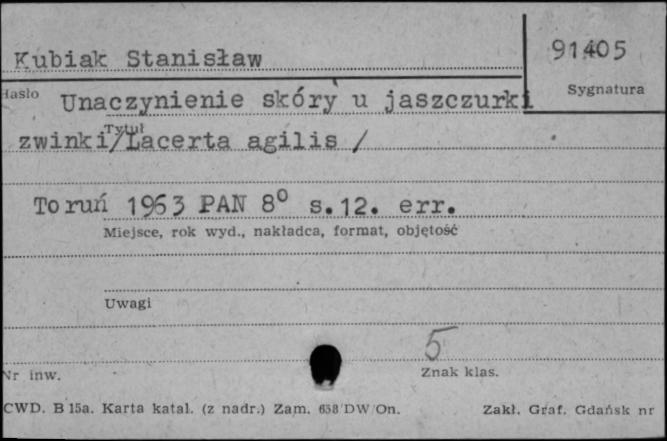 Kubiak Stanisław
91405
Hasło
Sygnatura
Unaczynienie skóry u jaszczurki
Tytuł
zwinki/Lacerta agilis /
Toruń 1963 PAN 8⁰ s.12. err.
Miejsce, rok wyd., nakładca, format, objętość
Uwagi
5
Nr inw.
Znak klas.
CWD. B 15a. Karta katal. (z nadr.) Zam. 658/DW/On.
Zakł. Graf. Gdańsk nr